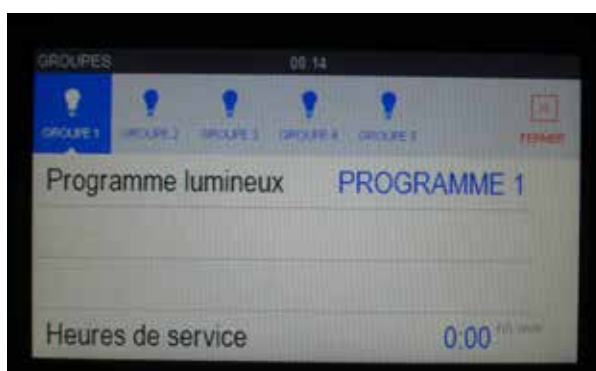 GROUPES 00:14
GROUPE 1 GROUPE 2 GROUPE 3 GROUPE 4 GROUPE 5
FERMER
Programme lumineux PROGRAMME 1
Heures de service 0:00